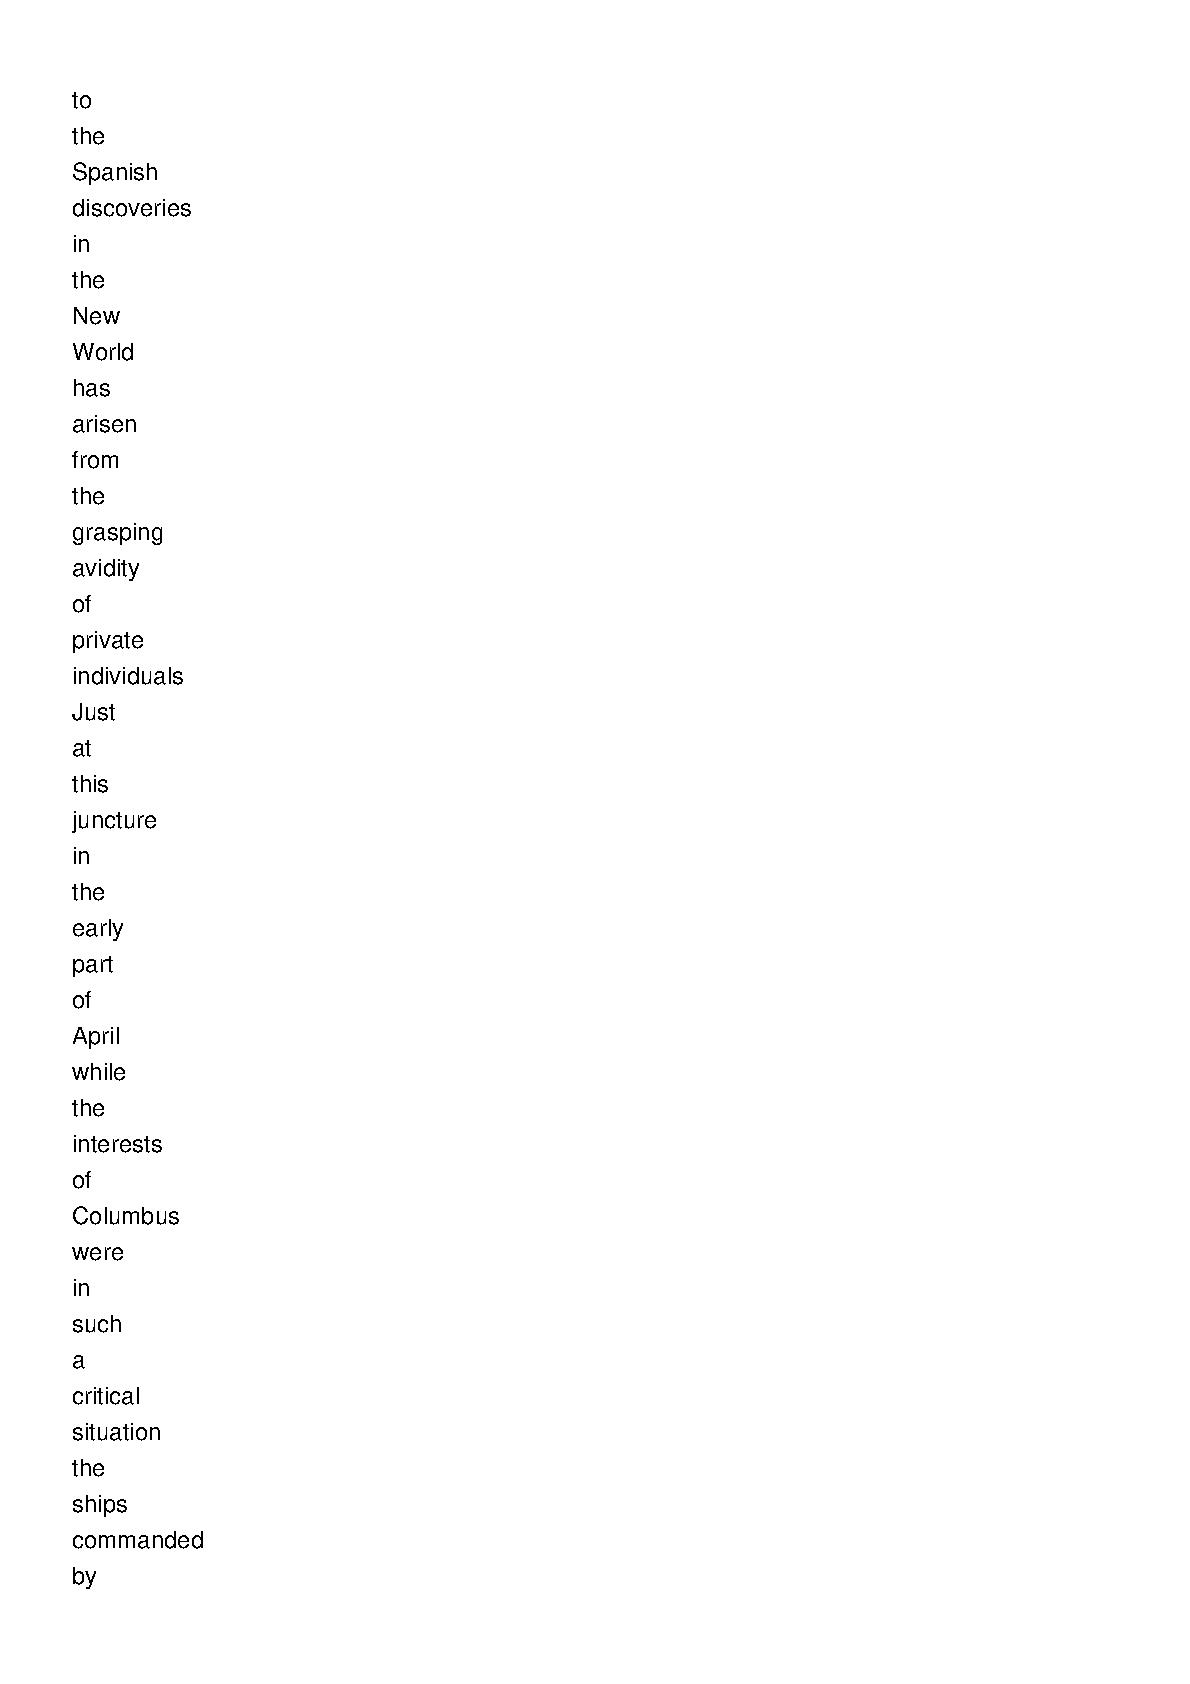 to
the
Spanish
discoveries
in
the
New
World
has
arisen
from
the
grasping
avidity
of
private
individuals
Just
at
this
juncture
in
the
early
part
of
April
while
the
interests
of
Columbus
were
in
such
a
critical
situation
the
ships
commanded
by